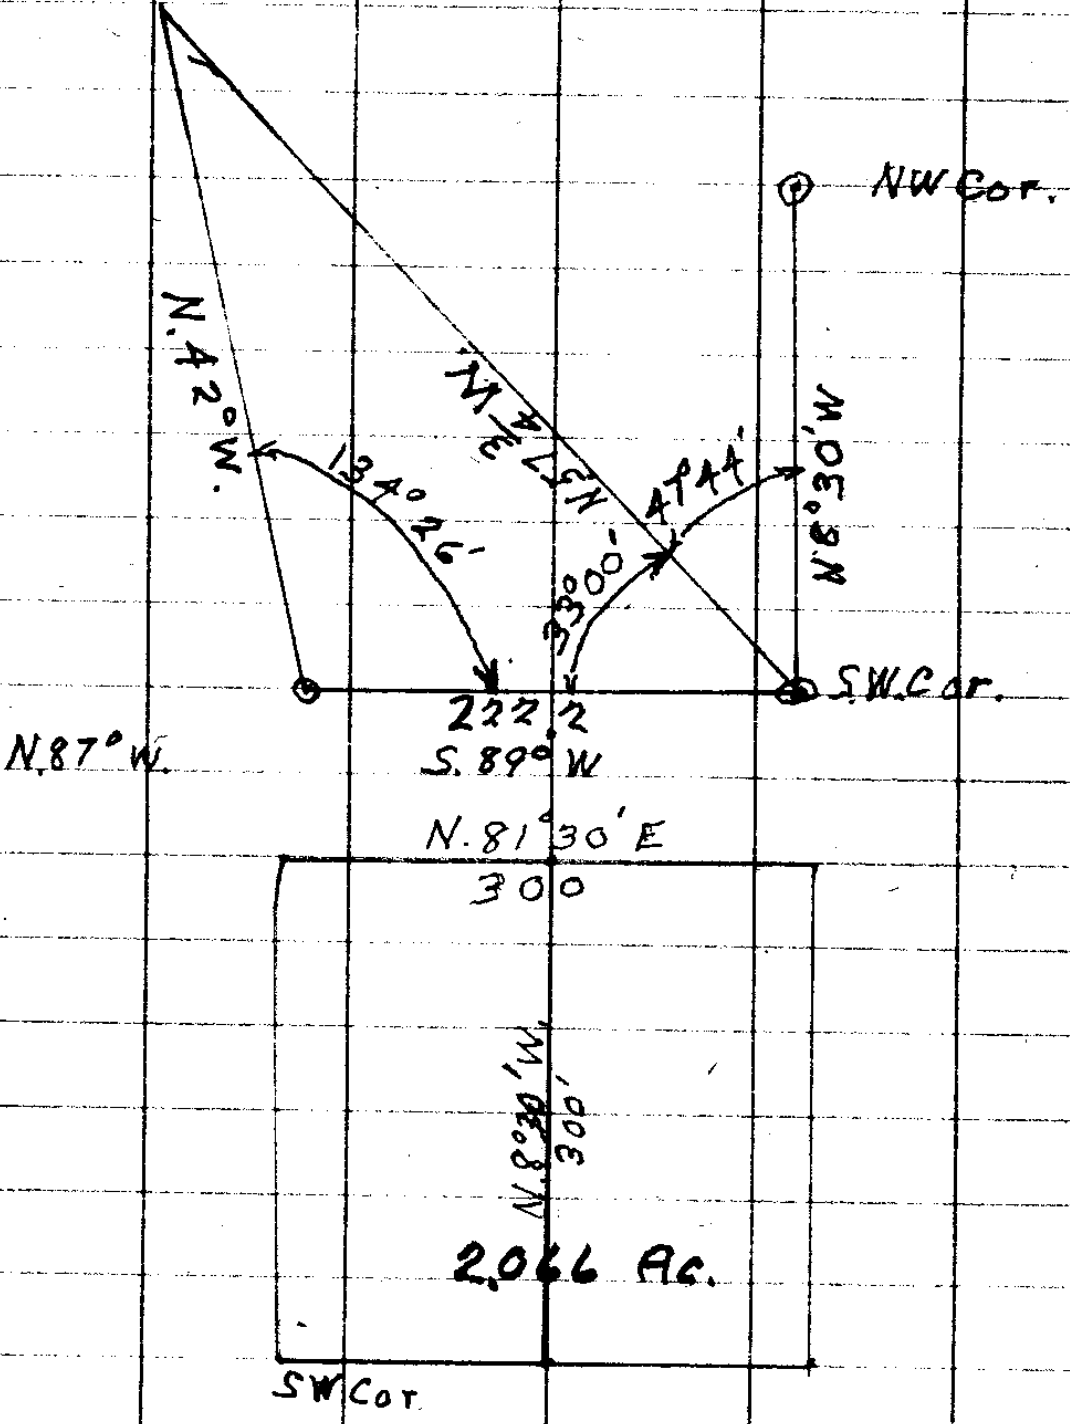 NW Cor.
N. 42° W.
N 57 3/4 W.
134° 26'
47° 44'
33° 00'
N. 8° 30' W
S.W. Cor.
222.2
N. 87° W.
S. 89° W
N. 81° 30' E
300
N. 8° 30' W.
300'
2.066 Ac.
SW Cor